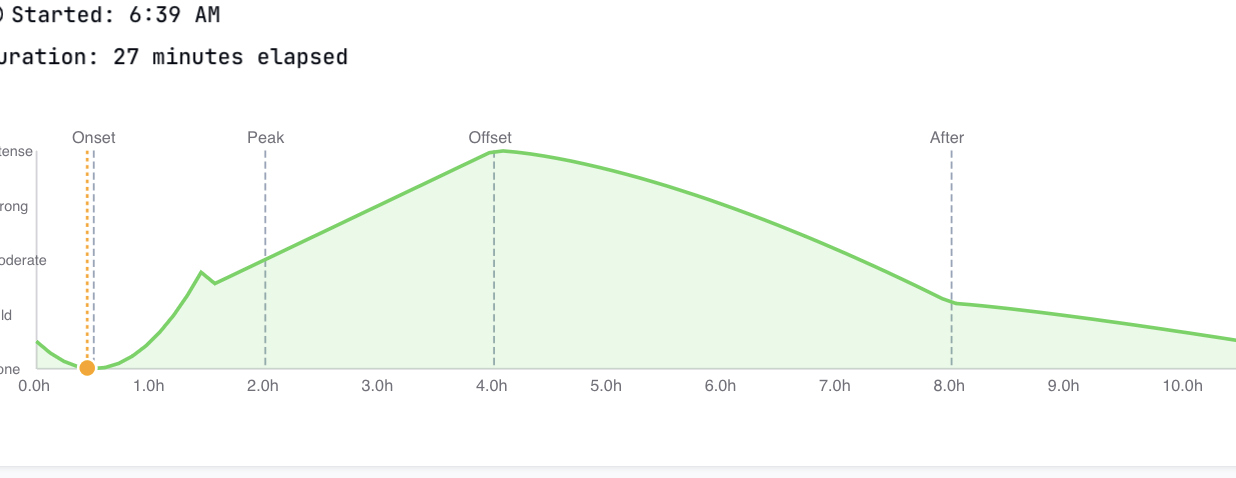 Started: 6:39 AM
uration: 27 minutes elapsed
Onset Peak Offset After
tense
rong
oderate
ld
one
0.0h 1.0h 2.0h 3.0h 4.0h 5.0h 6.0h 7.0h 8.0h 9.0h 10.0h